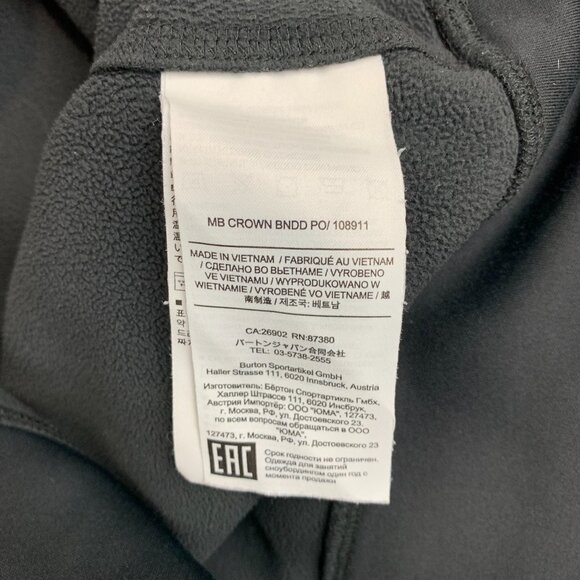 MB CROWN BNDD PO/ 108911
MADE IN VIETNAM / FABRIQUÉ AU VIETNAM
/ СДЕЛАНО ВО ВЬЕТНАМЕ / VYROBENO
VE VIETNAMU / WYPRODUKOWANO W
WIETNAMIE / VYROBENÉ VO VIETNAME / 越
南制造 / 제조국: 베트남
CA:26902 RN:87380
バートンジャパン合同会社
TEL: 03-5738-2555
Burton Sportartikel GmbH
Haller Strasse 111, 6020 Innsbruck, Austria
Изготовитель: Бёртон Спортартикль Гмбх,
Халлер Штрассе 111, 6020 Инсбрук,
Австрия Импортёр: ООО "ЮМА", 127473,
г. Москва, РФ, ул. Достоевского 23.
по всем вопросам обращаться в ООО
"ЮМА",
127473, г. Москва, РФ, ул. Достоевского 23
EAC
Срок годности не ограничен.
Одежда для занятий
сноубордингом один год с
момента продажи